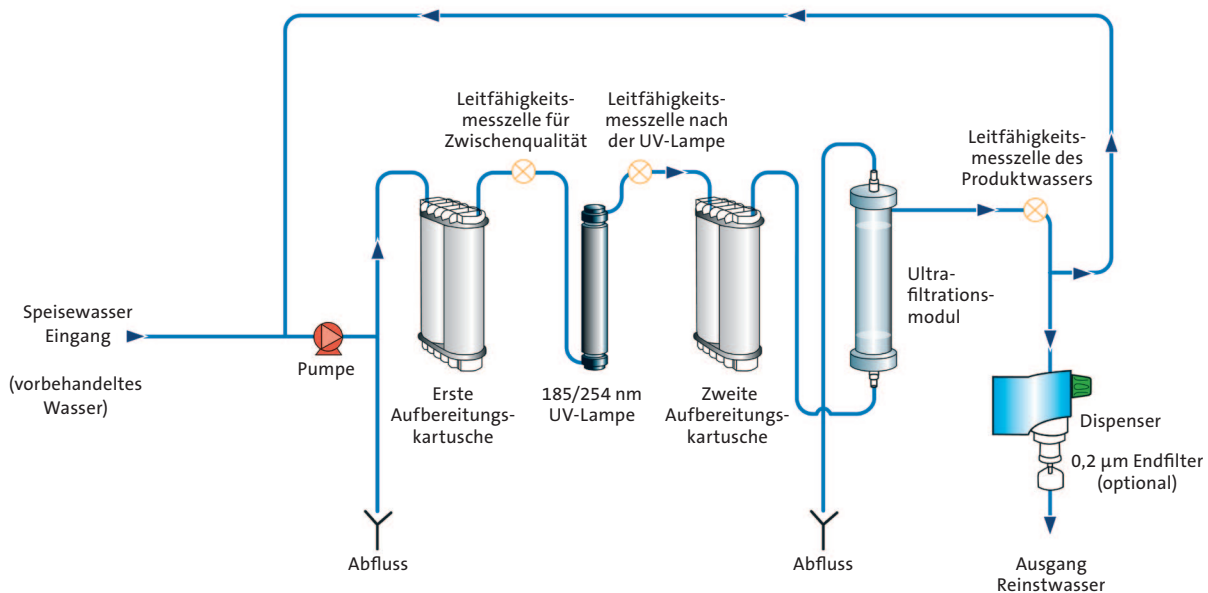 Leitfähigkeits-
messzelle für
Zwischenqualität
Leitfähigkeits-
messzelle nach
der UV-Lampe
Leitfähigkeits-
messzelle des
Produktwassers
Speisewasser
Eingang
(vorbehandeltes
Wasser)
Pumpe
Erste
Aufbereitungs-
kartusche
185/254 nm
UV-Lampe
Zweite
Aufbereitungs-
kartusche
Ultra-
filtrations-
modul
Dispenser
0,2 µm Endfilter
(optional)
Abfluss
Abfluss
Ausgang
Reinstwasser